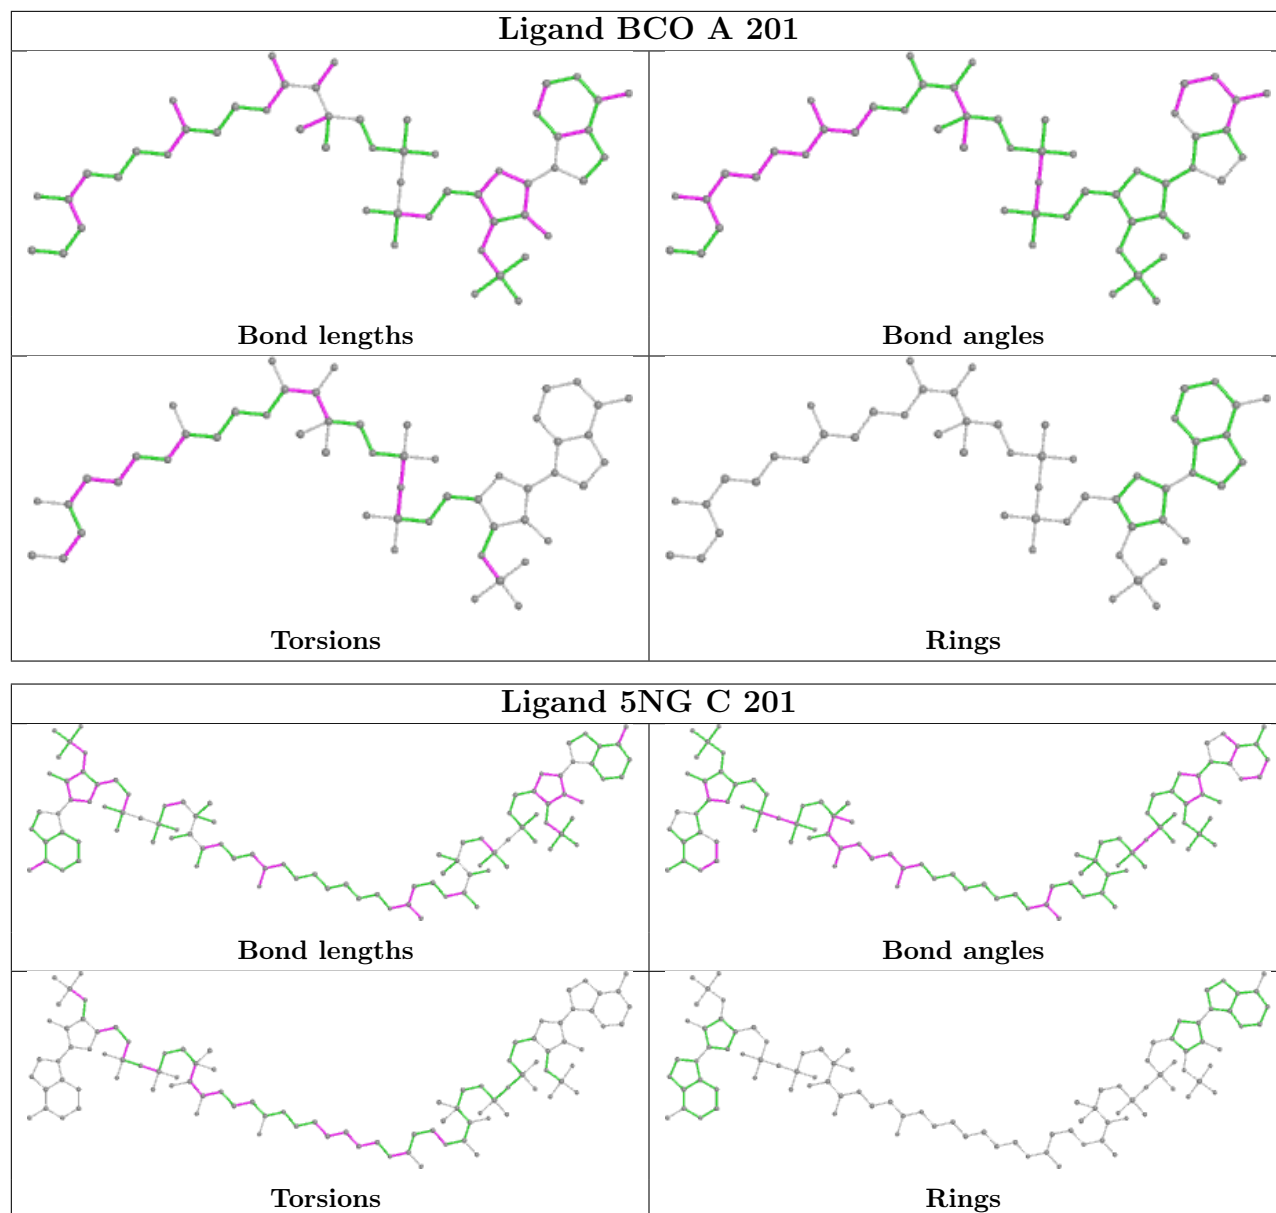 Ligand BCO A 201
Bond lengths
Bond angles
Torsions
Rings
Ligand 5NG C 201
Bond lengths
Bond angles
Torsions
Rings